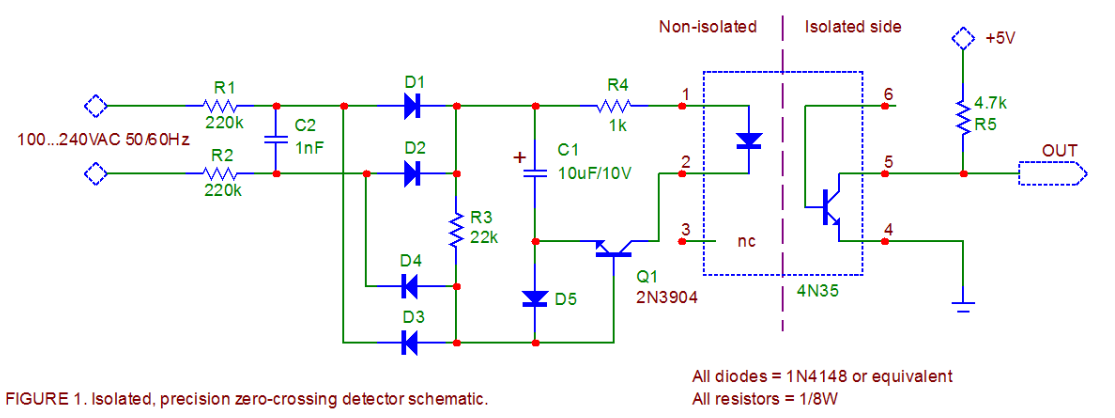 Non-isolated
Isolated side
+5V
D1
R4
R1
1
6
4.7k
R5
220k
C2
1nF
1k
100...240VAC 50/60Hz
D2
+
C1
10uF/10V
OUT
R2
2
5
220k
R3
22k
3
nc
4
D4
Q1
2N3904
4N35
D5
D3
All diodes = 1N4148 or equivalent
All resistors = 1/8W
FIGURE 1. Isolated, precision zero-crossing detector schematic.